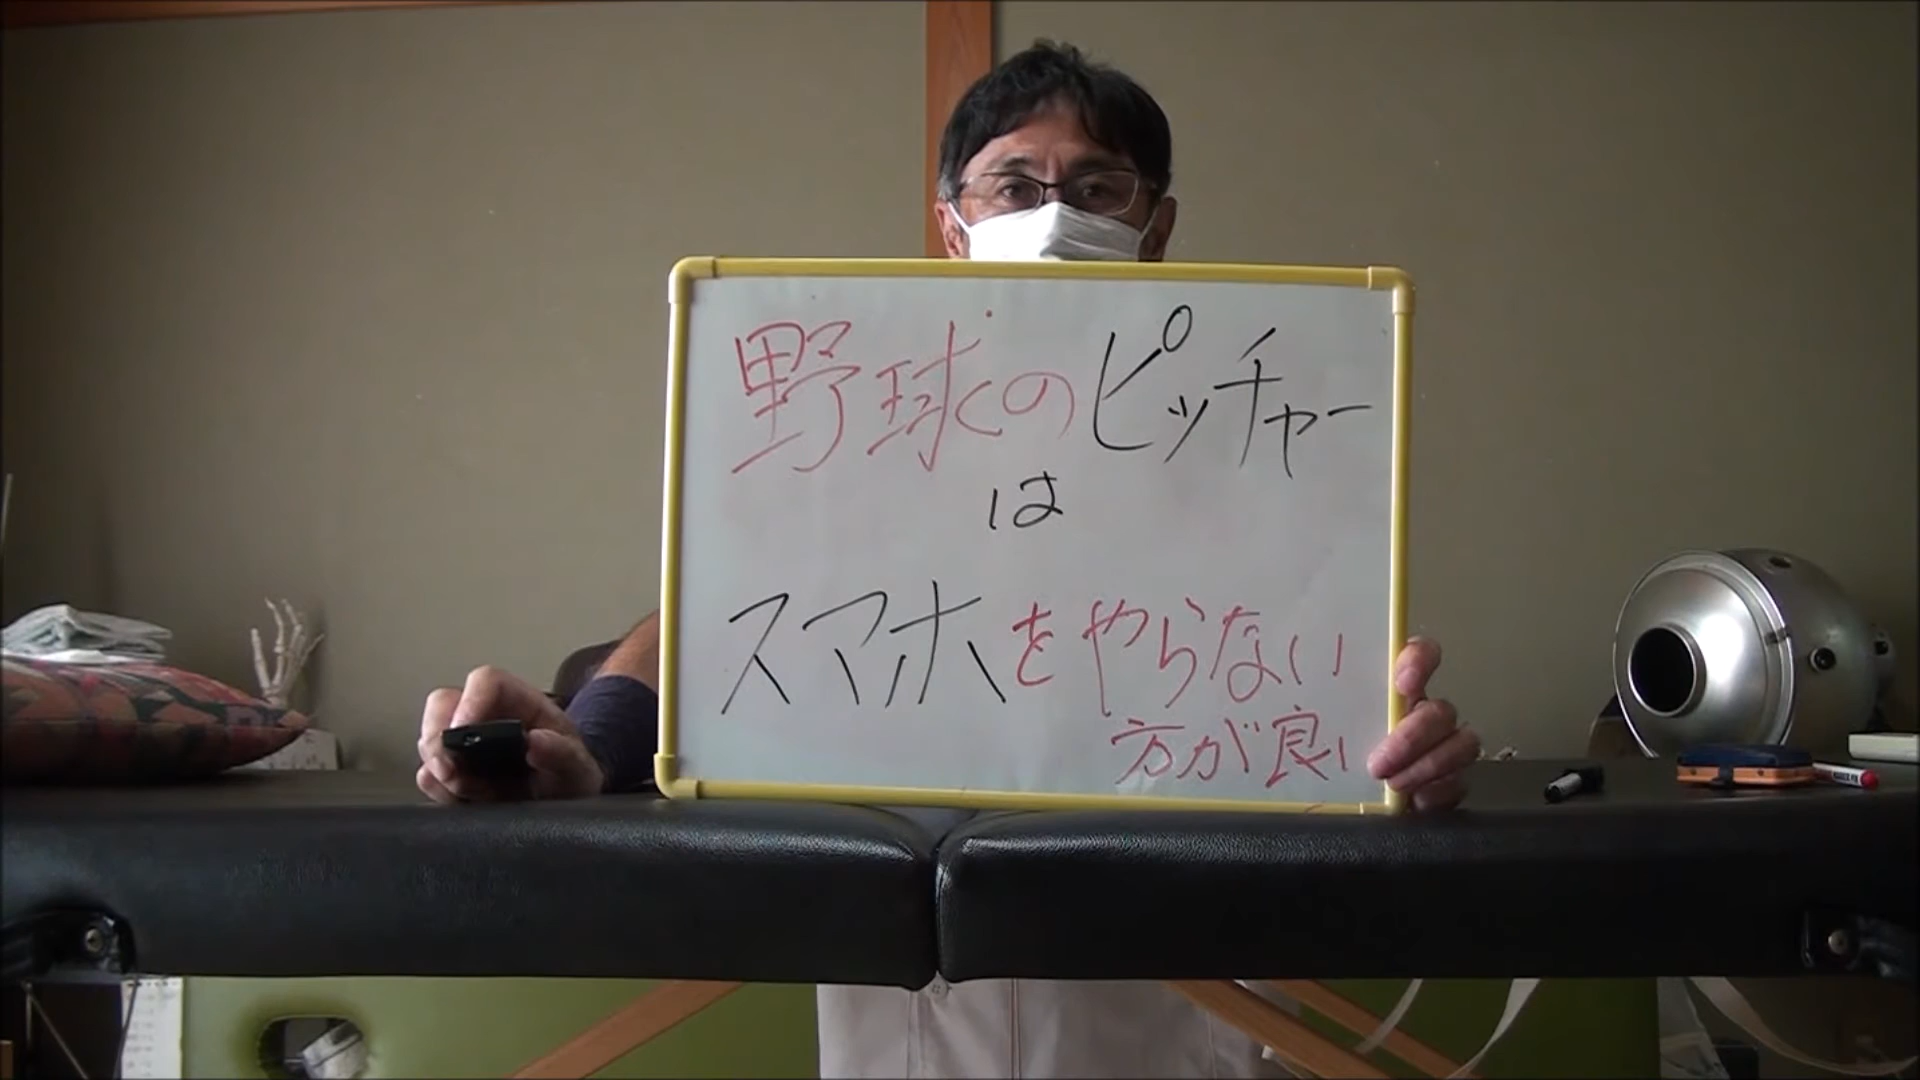 野球のピッチャー
は
スマホをやらない
方が良い